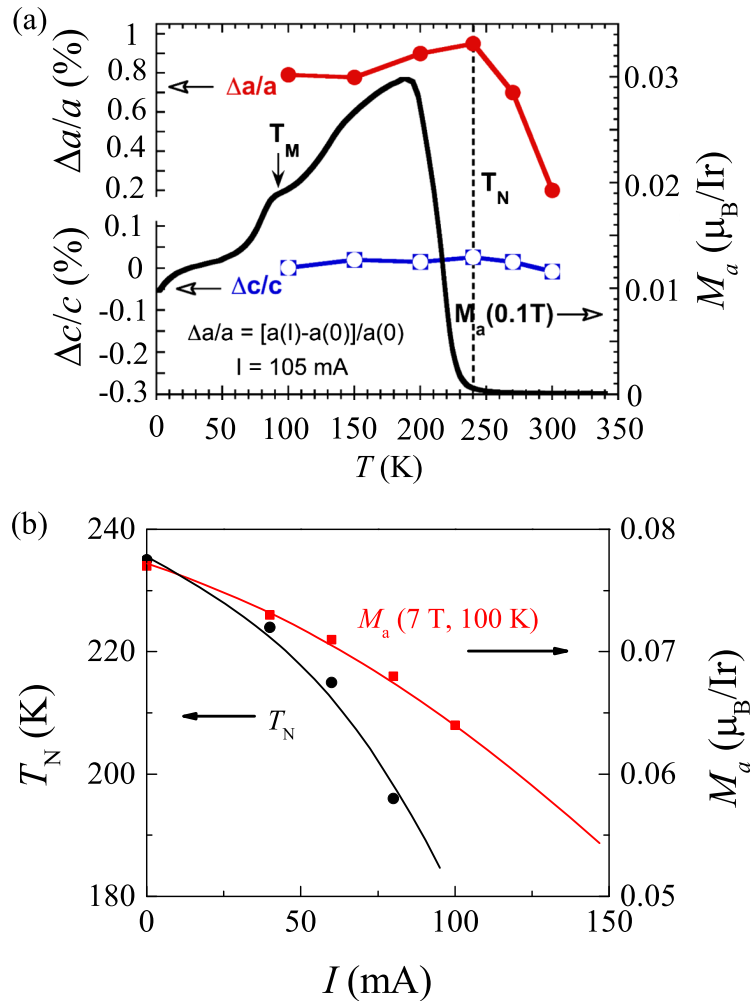 (a)
1
0.8
0.6
0.4
0.2
0.1
0
-0.1
-0.2
-0.3
Δa/a (%)
Δc/c (%)
Δa/a
T_M
T_N
Δc/c
M_a(0.1T)
Δa/a = [a(I)-a(0)]/a(0)
I = 105 mA
0.03
0.02
0.01
0
M_a (μ_B/Ir)
0 50 100 150 200 250 300
T (K)
(b)
240
220
200
180
T_N (K)
M_a (7 T, 100 K)
T_N
0.08
0.07
0.06
0.05
M_a (μ_B/Ir)
0 50 100 150
I (mA)